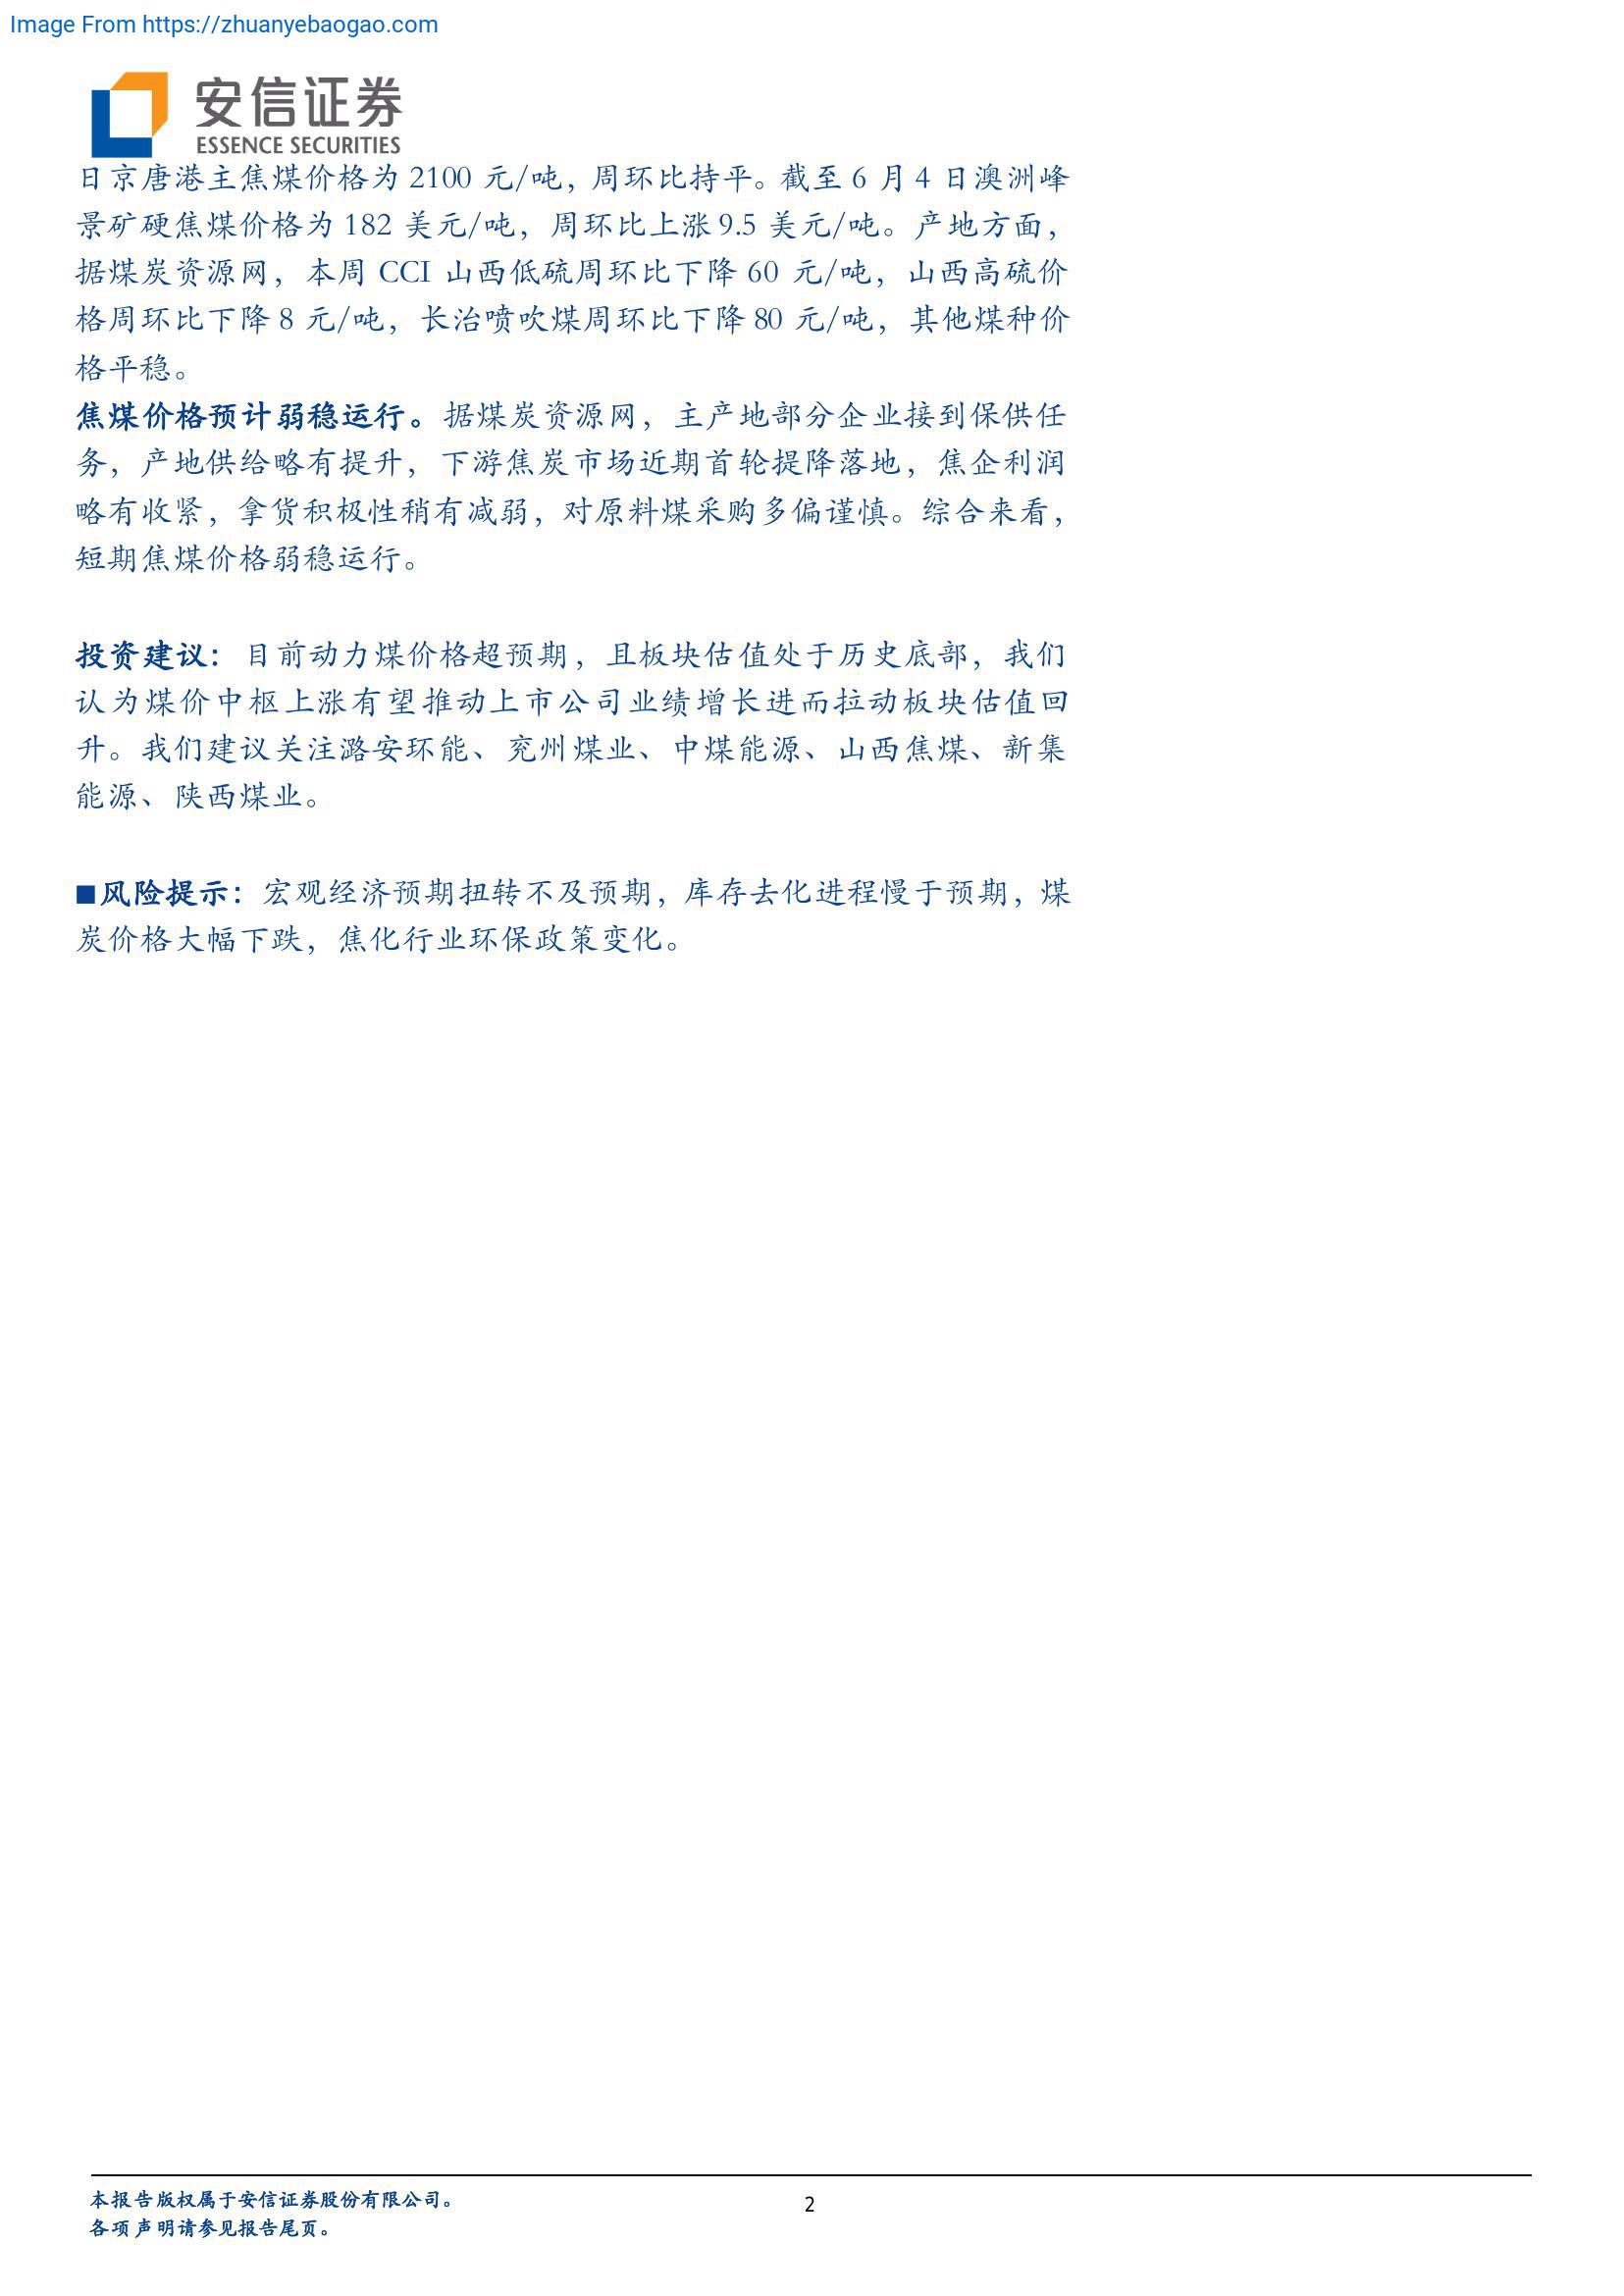 Image From https://zhuanyebaogao.com
安信证券
ESSENCE SECURITIES
日京唐港主焦煤价格为 2100 元/吨，周环比持平。截至 6 月 4 日澳洲峰
景矿硬焦煤价格为 182 美元/吨，周环比上涨 9.5 美元/吨。产地方面，
据煤炭资源网，本周 CCI 山西低硫周环比下降 60 元/吨，山西高硫价
格周环比下降 8 元/吨，长治喷吹煤周环比下降 80 元/吨，其他煤种价
格平稳。
焦煤价格预计弱稳运行。据煤炭资源网，主产地部分企业接到保供任
务，产地供给略有提升，下游焦炭市场近期首轮提降落地，焦企利润
略有收紧，拿货积极性稍有减弱，对原料煤采购多偏谨慎。综合来看，
短期焦煤价格弱稳运行。
投资建议：目前动力煤价格超预期，且板块估值处于历史底部，我们
认为煤价中枢上涨有望推动上市公司业绩增长进而拉动板块估值回
升。我们建议关注潞安环能、兖州煤业、中煤能源、山西焦煤、新集
能源、陕西煤业。
■风险提示：宏观经济预期扭转不及预期，库存去化进程慢于预期，煤
炭价格大幅下跌，焦化行业环保政策变化。
本报告版权属于安信证券股份有限公司。
各项声明请参见报告尾页。
2